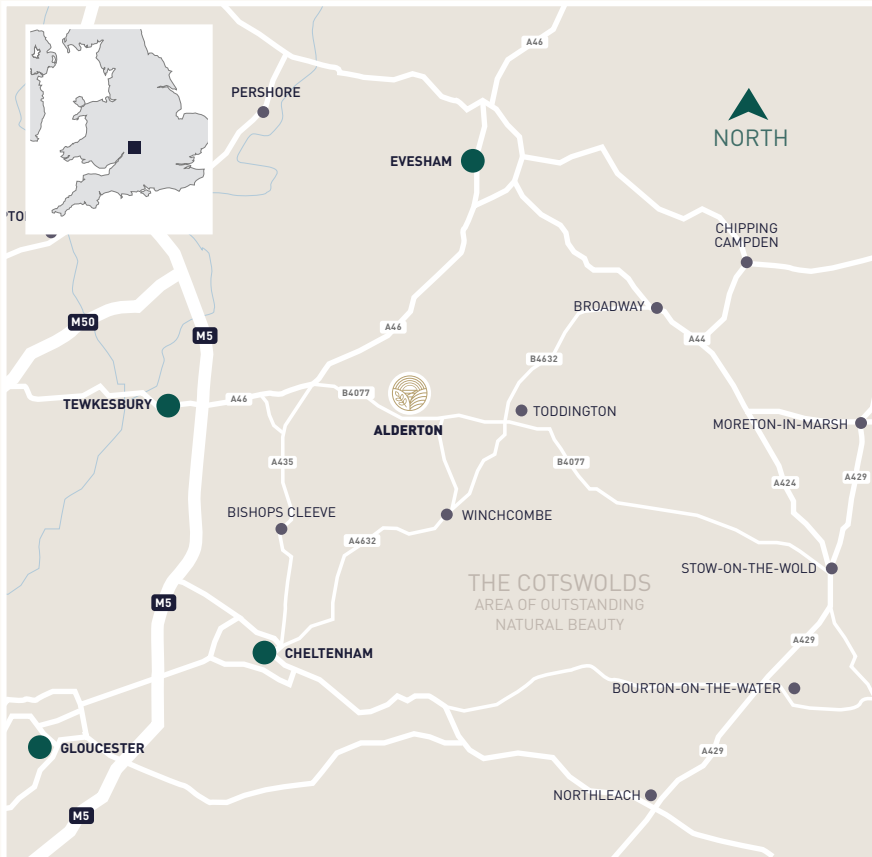 A46
PERSHORE
NORTH
EVESHAM
CHIPPING
CAMPDEN
BROADWAY
M50
M5
A46
A44
B4632
B4077
A46
TEWKESBURY
TODDINGTON
ALDERTON
MORETON-IN-MARSH
A435
B4077
A424
A429
BISHOPS CLEEVE
WINCHCOMBE
A4632
STOW-ON-THE-WOLD
THE COTSWOLDS
AREA OF OUTSTANDING
NATURAL BEAUTY
M5
A429
CHELTENHAM
BOURTON-ON-THE-WATER
GLOUCESTER
A429
NORTHLEACH
M5